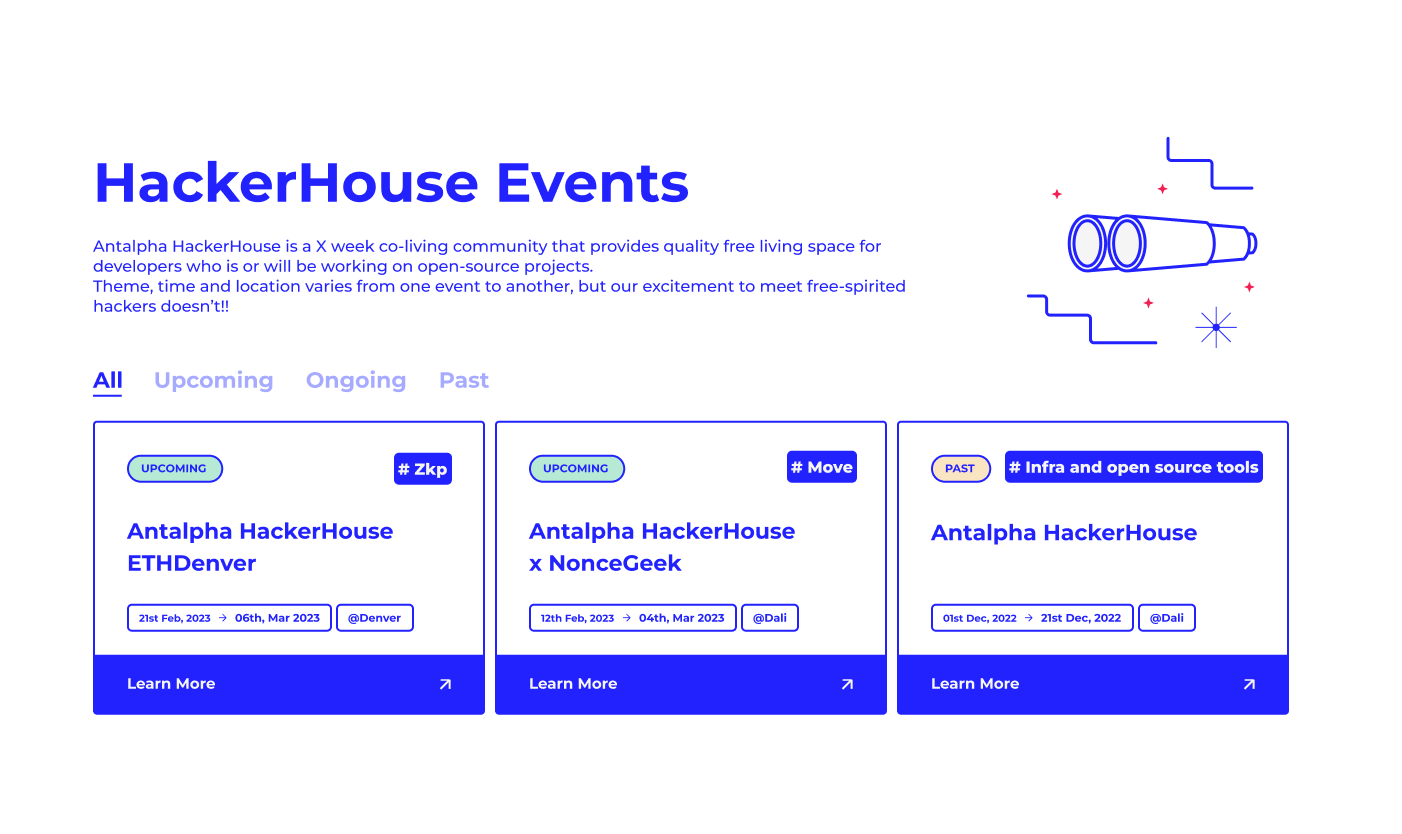 HackerHouse Events
Antalpha HackerHouse is a X week co-living community that provides quality free living space for
developers who is or will be working on open-source projects.
Theme, time and location varies from one event to another, but our excitement to meet free-spirited
hackers doesn’t!!
All Upcoming Ongoing Past
UPCOMING # Zkp
Antalpha HackerHouse
ETHDenver
21st Feb, 2023 → 06th, Mar 2023 @Denver
Learn More
UPCOMING # Move
Antalpha HackerHouse
x NonceGeek
12th Feb, 2023 → 04th, Mar 2023 @Dali
Learn More
PAST # Infra and open source tools
Antalpha HackerHouse
01st Dec, 2022 → 21st Dec, 2022 @Dali
Learn More